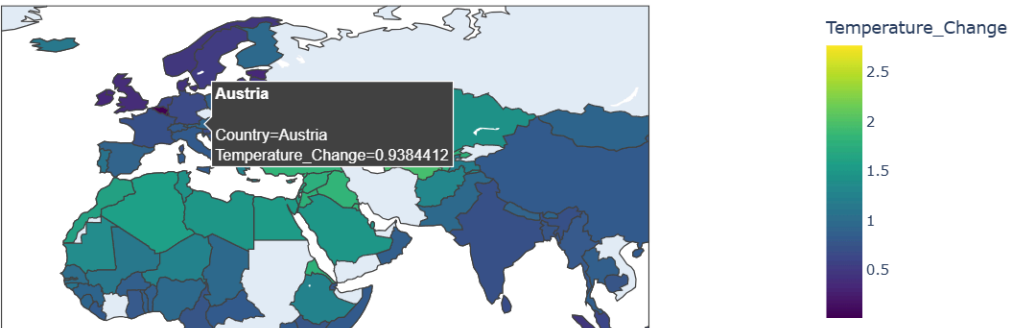 Temperature_Change
2.5
Austria
2
Country=Austria
Temperature_Change=0.9384412
1.5
1
0.5